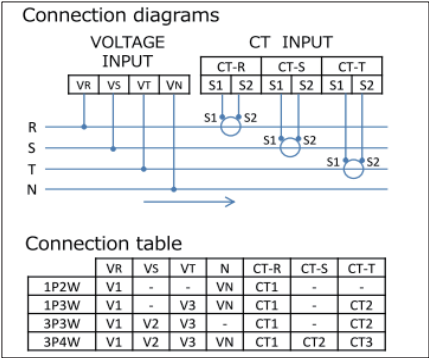 Connection diagrams
VOLTAGE INPUT
CT INPUT
CT-R CT-S CT-T
VR VS VT VN S1 S2 S1 S2 S1 S2
R S1 S2
S S1 S2
T S1 S2
N
Connection table
VR VS VT N CT-R CT-S CT-T
1P2W V1 - - VN CT1 - -
1P3W V1 - V3 VN CT1 - CT2
3P3W V1 V2 V3 - CT1 - CT2
3P4W V1 V2 V3 VN CT1 CT2 CT3